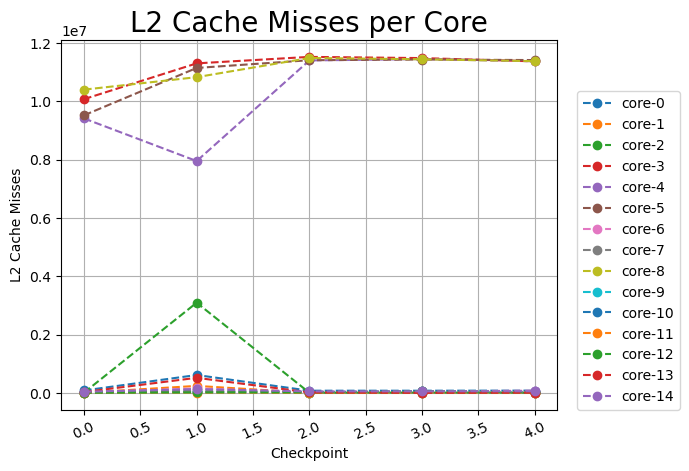 L2 Cache Misses per Core
1e7
1.2
1.0
0.8
0.6
0.4
0.2
0.0
L2 Cache Misses
0.0
0.5
1.0
1.5
2.0
2.5
3.0
3.5
4.0
Checkpoint
core-0
core-1
core-2
core-3
core-4
core-5
core-6
core-7
core-8
core-9
core-10
core-11
core-12
core-13
core-14